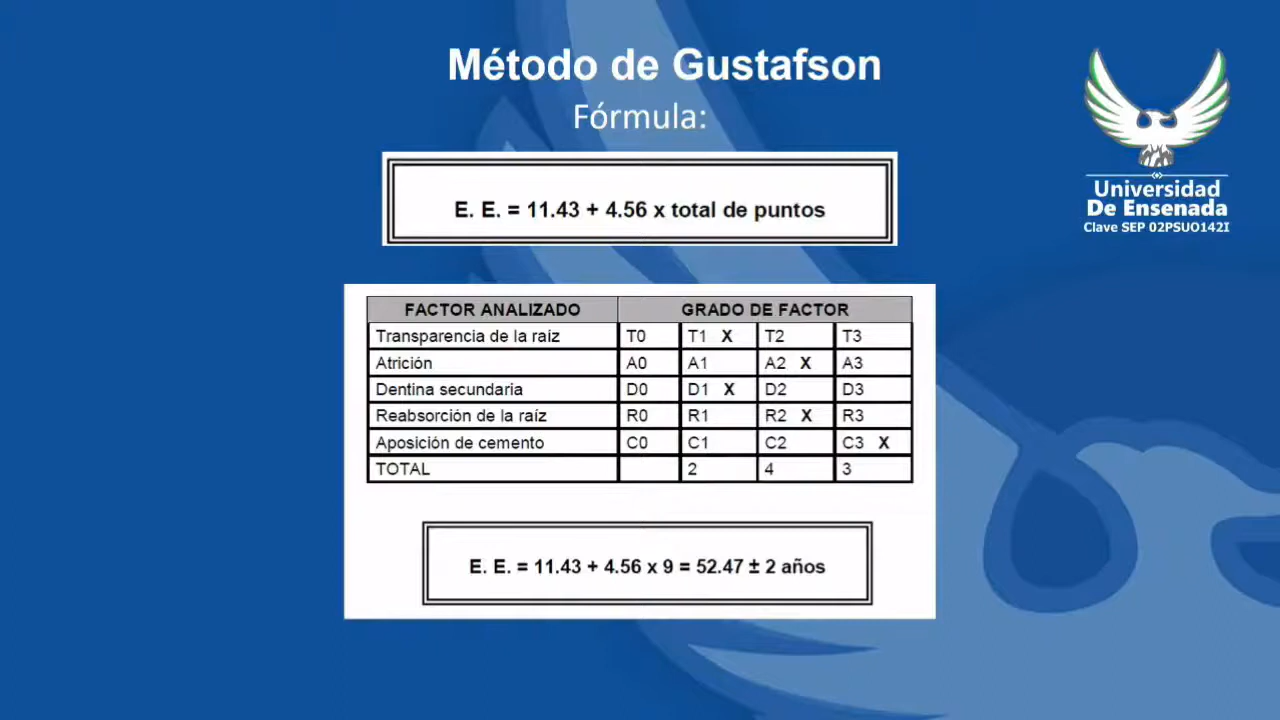 Método de Gustafson
Fórmula:
Universidad
De Ensenada
Clave SEP 02PSUO142I
E. E. = 11.43 + 4.56 x total de puntos
FACTOR ANALIZADO GRADO DE FACTOR
Transparencia de la raíz T0 T1 X T2 T3
Atrición A0 A1 A2 X A3
Dentina secundaria D0 D1 X D2 D3
Reabsorción de la raíz R0 R1 R2 X R3
Aposición de cemento C0 C1 C2 C3 X
TOTAL 2 4 3
E. E. = 11.43 + 4.56 x 9 = 52.47 ± 2 años